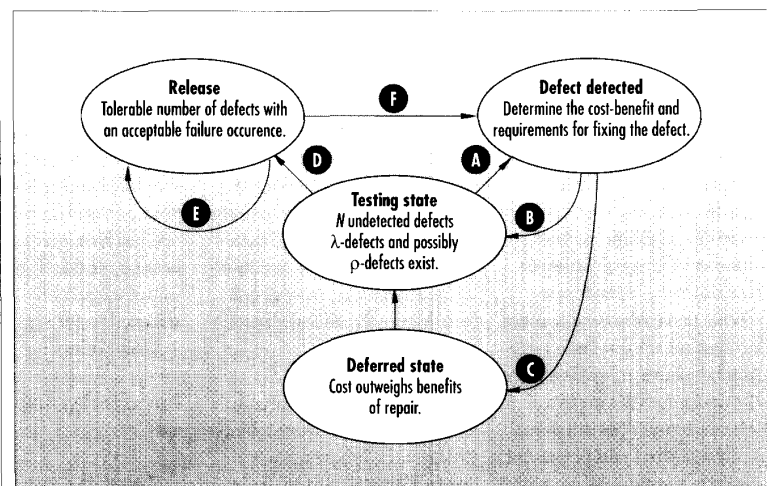 Release
Tolerable number of defects with
an acceptable failure occurence.
F
Defect detected
Determine the cost-benefit and
requirements for fixing the defect.
D
A
E
Testing state
N undetected defects
λ-defects and possibly
ρ-defects exist.
B
Deferred state
Cost outweighs benefits
of repair.
C